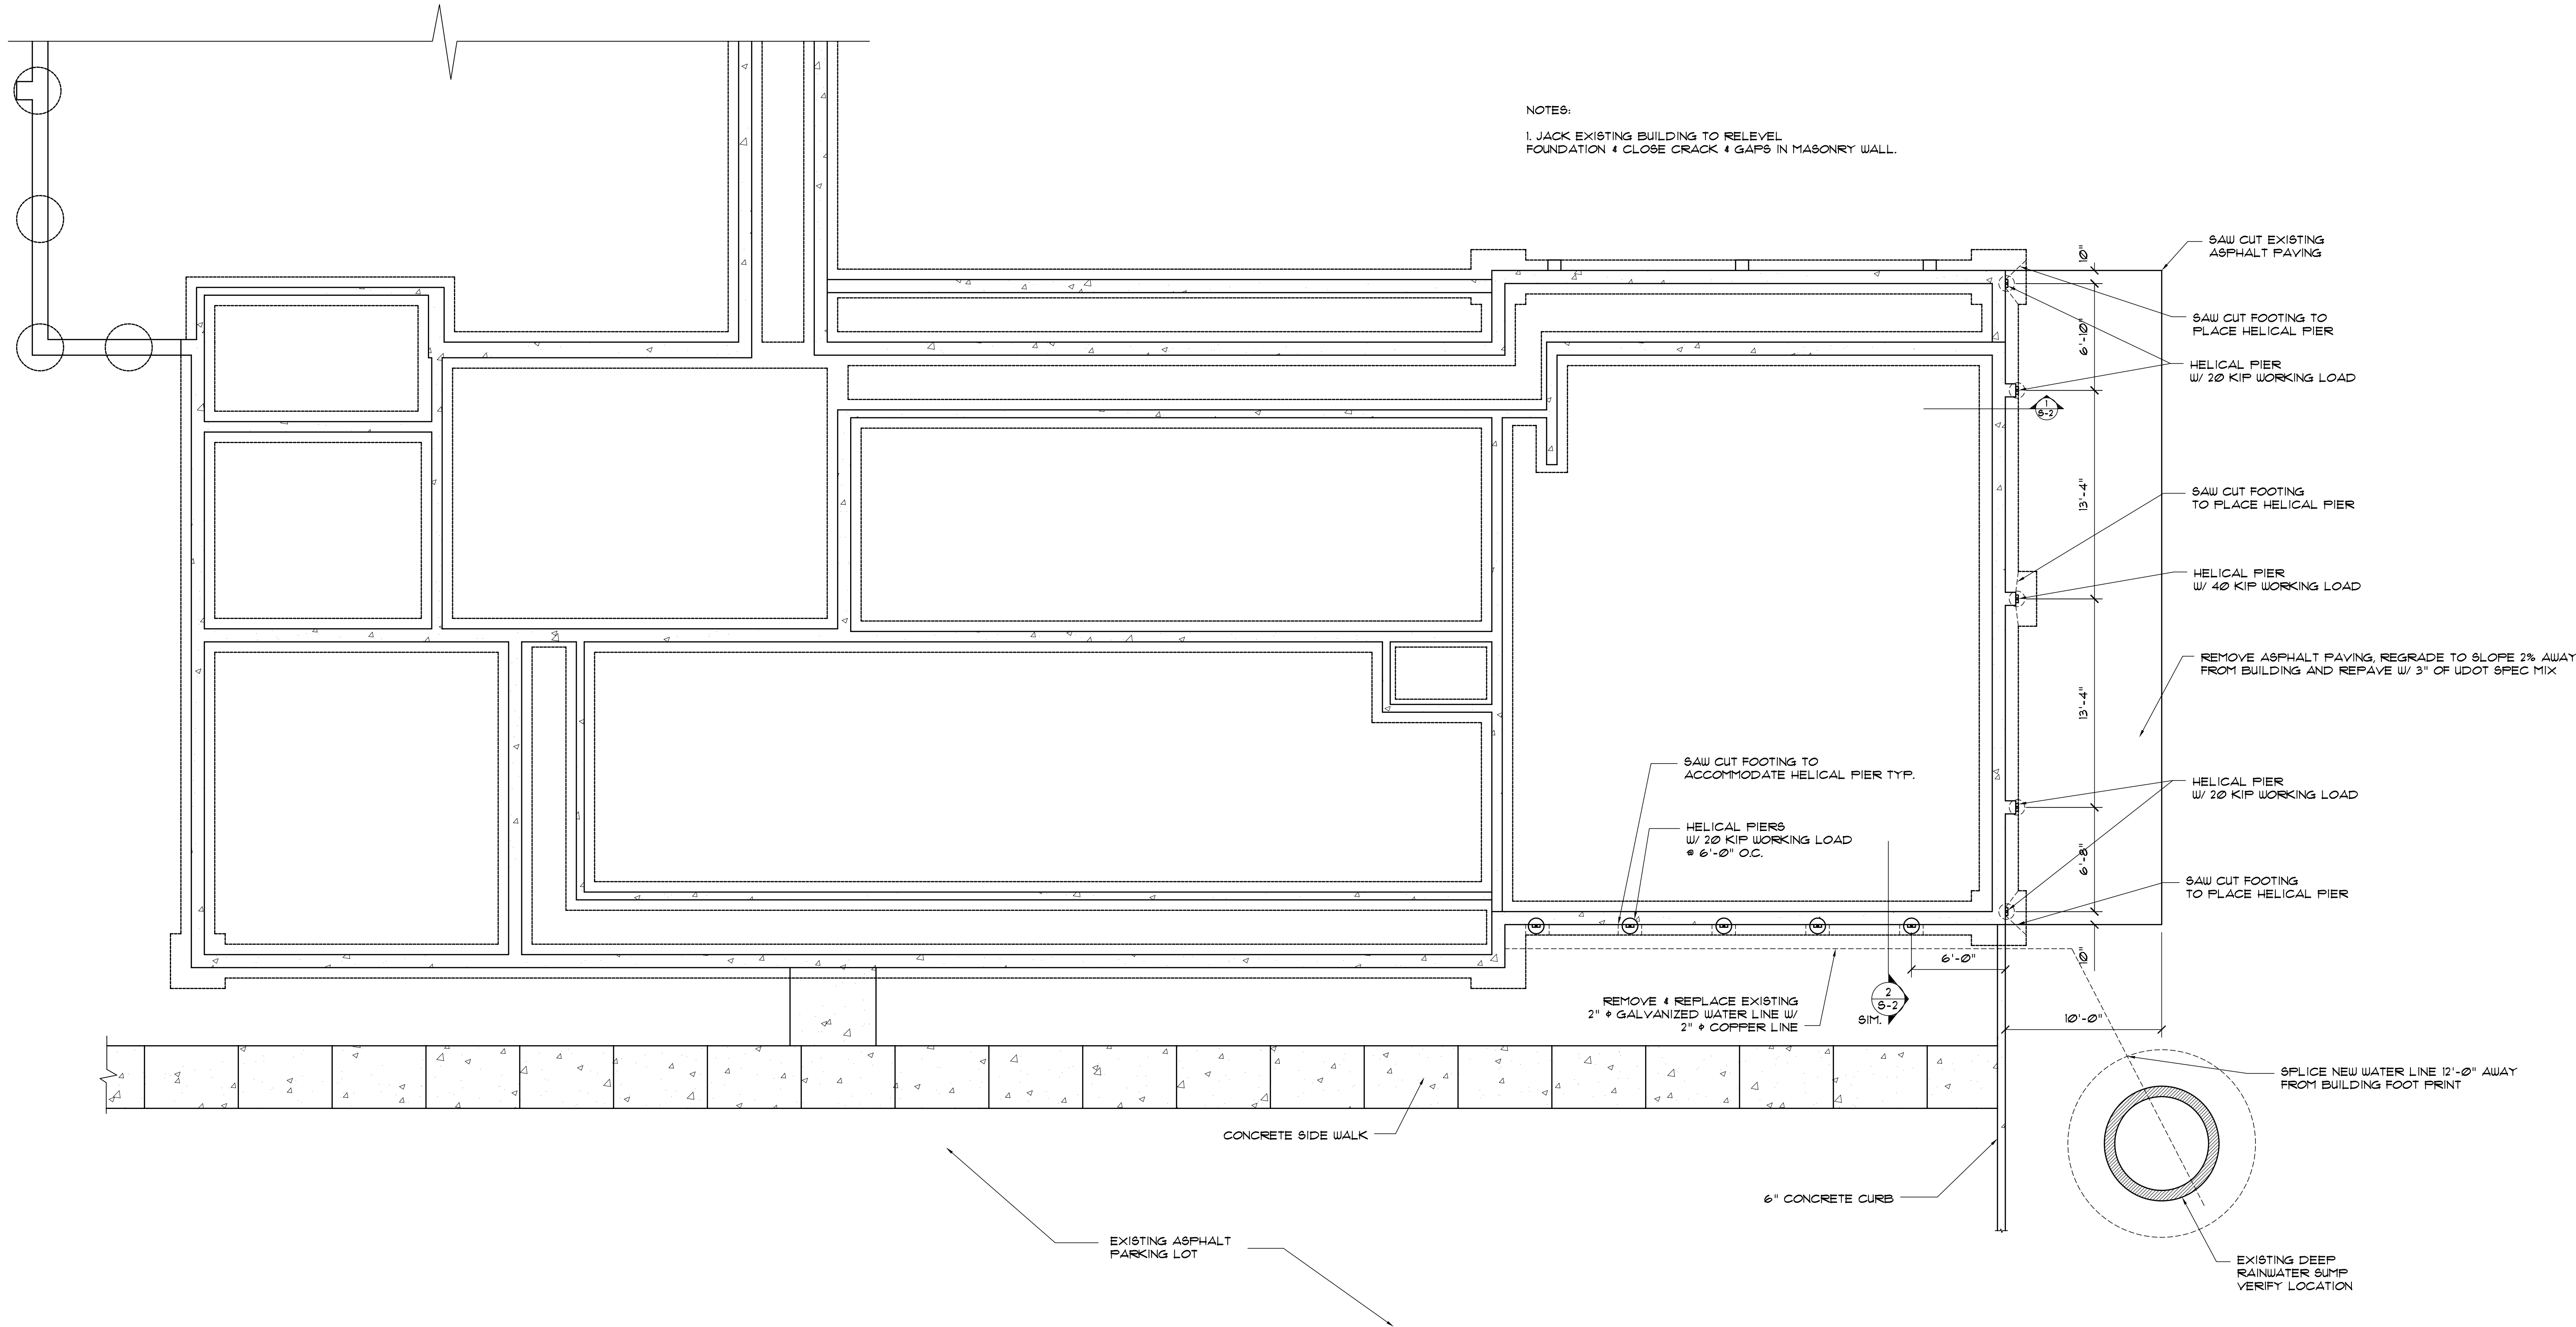 NOTES:
1. JACK EXISTING BUILDING TO RELEVEL
FOUNDATION & CLOSE CRACK & GAPS IN MASONRY WALL.
10"
SAW CUT EXISTING
ASPHALT PAVING
6'-10"
SAW CUT FOOTING TO
PLACE HELICAL PIER
HELICAL PIER
W/ 20 KIP WORKING LOAD
1
S-2
13'-4"
SAW CUT FOOTING
TO PLACE HELICAL PIER
HELICAL PIER
W/ 40 KIP WORKING LOAD
REMOVE ASPHALT PAVING, REGRADE TO SLOPE 2% AWAY
FROM BUILDING AND REPAVE W/ 3" OF UDOT SPEC MIX
13'-4"
SAW CUT FOOTING TO
ACCOMMODATE HELICAL PIER TYP.
HELICAL PIER
W/ 20 KIP WORKING LOAD
HELICAL PIERS
W/ 20 KIP WORKING LOAD
@ 6'-0" O.C.
6'-8"
SAW CUT FOOTING
TO PLACE HELICAL PIER
10"
6'-0"
REMOVE & REPLACE EXISTING
2" Φ GALVANIZED WATER LINE W/
2" Φ COPPER LINE
2
S-2
SIM.
10'-0"
SPLICE NEW WATER LINE 12'-0" AWAY
FROM BUILDING FOOT PRINT
CONCRETE SIDE WALK
6" CONCRETE CURB
EXISTING ASPHALT
PARKING LOT
EXISTING DEEP
RAINWATER SUMP
VERIFY LOCATION